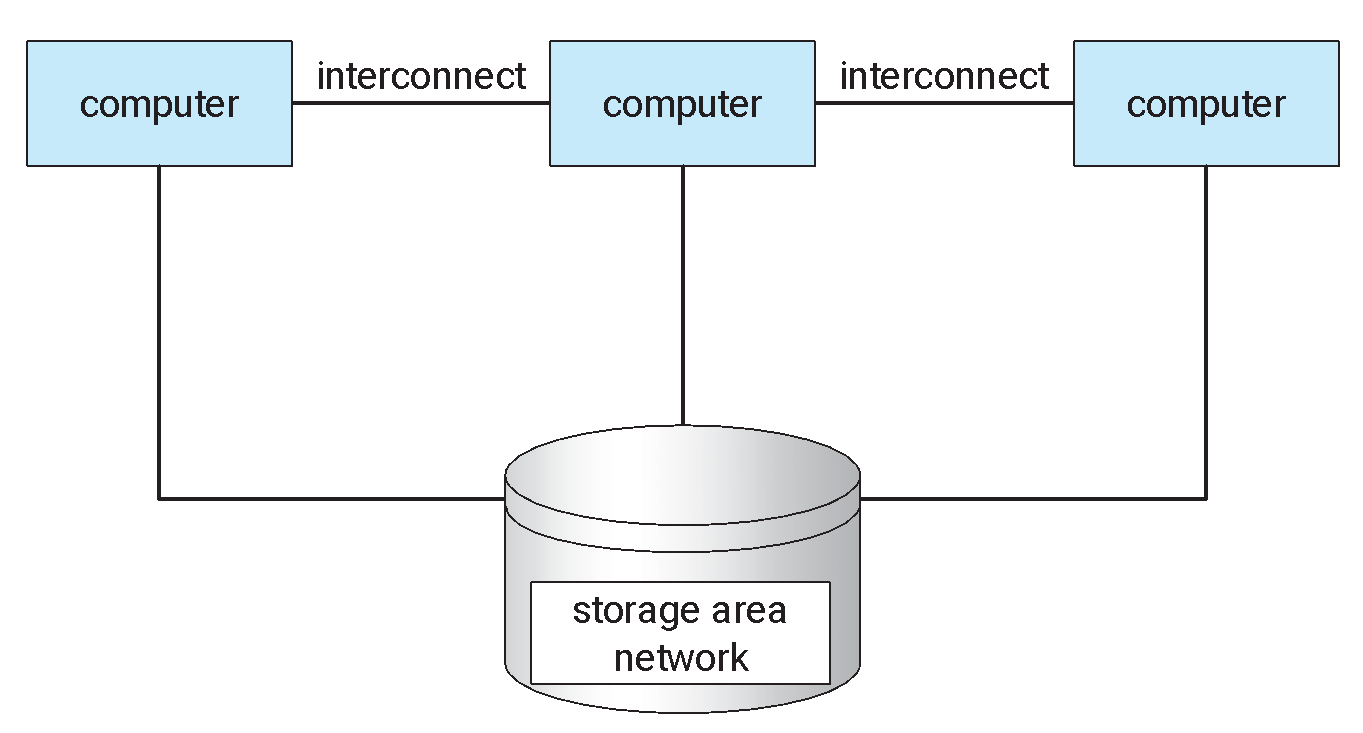 computer
interconnect
computer
interconnect
computer
storage area
network